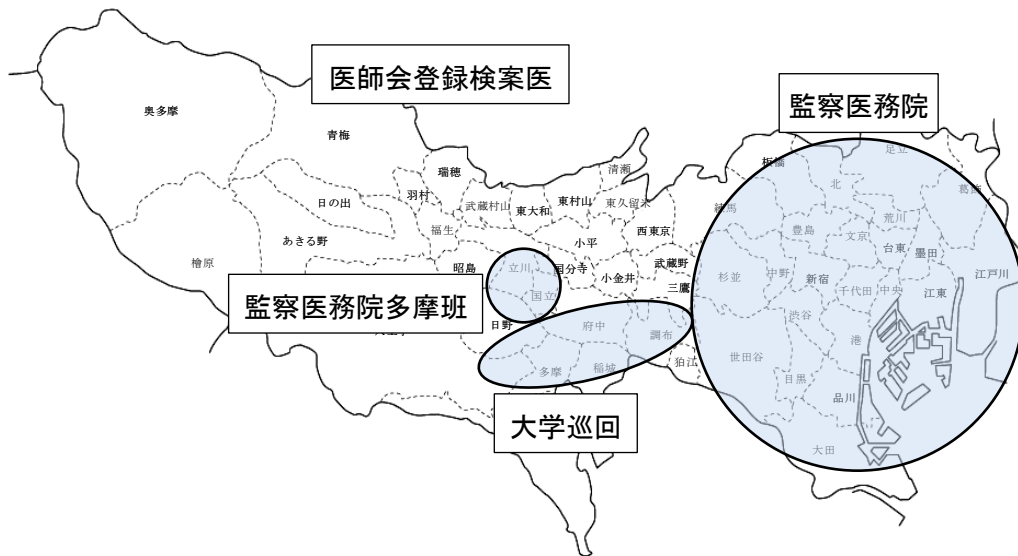 医師会登録検案医
監察医務院
奥多摩
青梅
瑞穂
清瀬
板橋
足立
羽村
武蔵村山
東大和
東村山
東久留米
練馬
北
葛飾
日の出
福生
西東京
豊島
文京
荒川
あきる野
小平
台東
墨田
檜原
昭島
立川
国分寺
小金井
武蔵野
杉並
中野
新宿
千代田
中央
江東
江戸川
国立
三鷹
監察医務院多摩班
日野
府中
調布
渋谷
港
世田谷
狛江
多摩
稲城
目黒
品川
大学巡回
大田